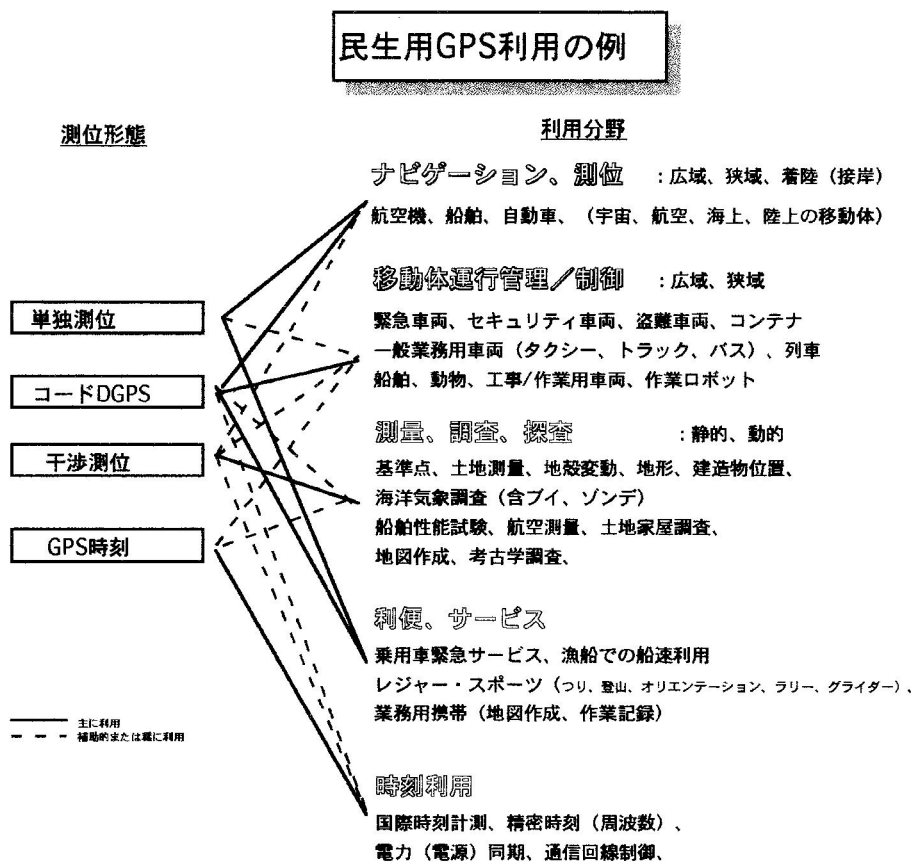 民生用GPS利用の例
測位形態
利用分野
単独測位
コードDGPS
干渉測位
GPS時刻
ナビゲーション、測位 :広域、狭域、着陸(接岸)
航空機、船舶、自動車、(宇宙、航空、海上、陸上の移動体)
移動体運行管理/制御 :広域、狭域
緊急車両、セキュリティ車両、盗難車両、コンテナ
一般業務用車両(タクシー、トラック、バス)、列車
船舶、動物、工事/作業用車両、作業ロボット
測量、調査、探査 :静的、動的
基準点、土地測量、地殻変動、地形、建造物位置、
海洋気象調査(含ブイ、ゾンデ)
船舶性能試験、航空測量、土地家屋調査、
地図作成、考古学調査、
利便、サービス
乗用車緊急サービス、漁船での船速利用
レジャー・スポーツ(つり、登山、オリエンテーション、ラリー、グライダー)、
業務用携帯(地図作成、作業記録)
時刻利用
国際時刻計測、精密時刻(周波数)、
電力(電源)同期、通信回線制御、
主に利用
補助的または稀に利用